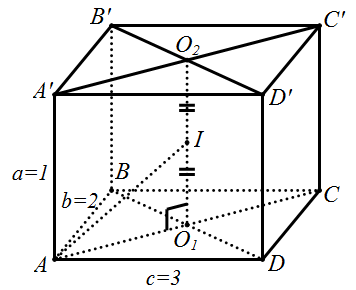 B' C'
O₂
A' D'
I
a=1 B
b=2 C
O₁
A D
c=3